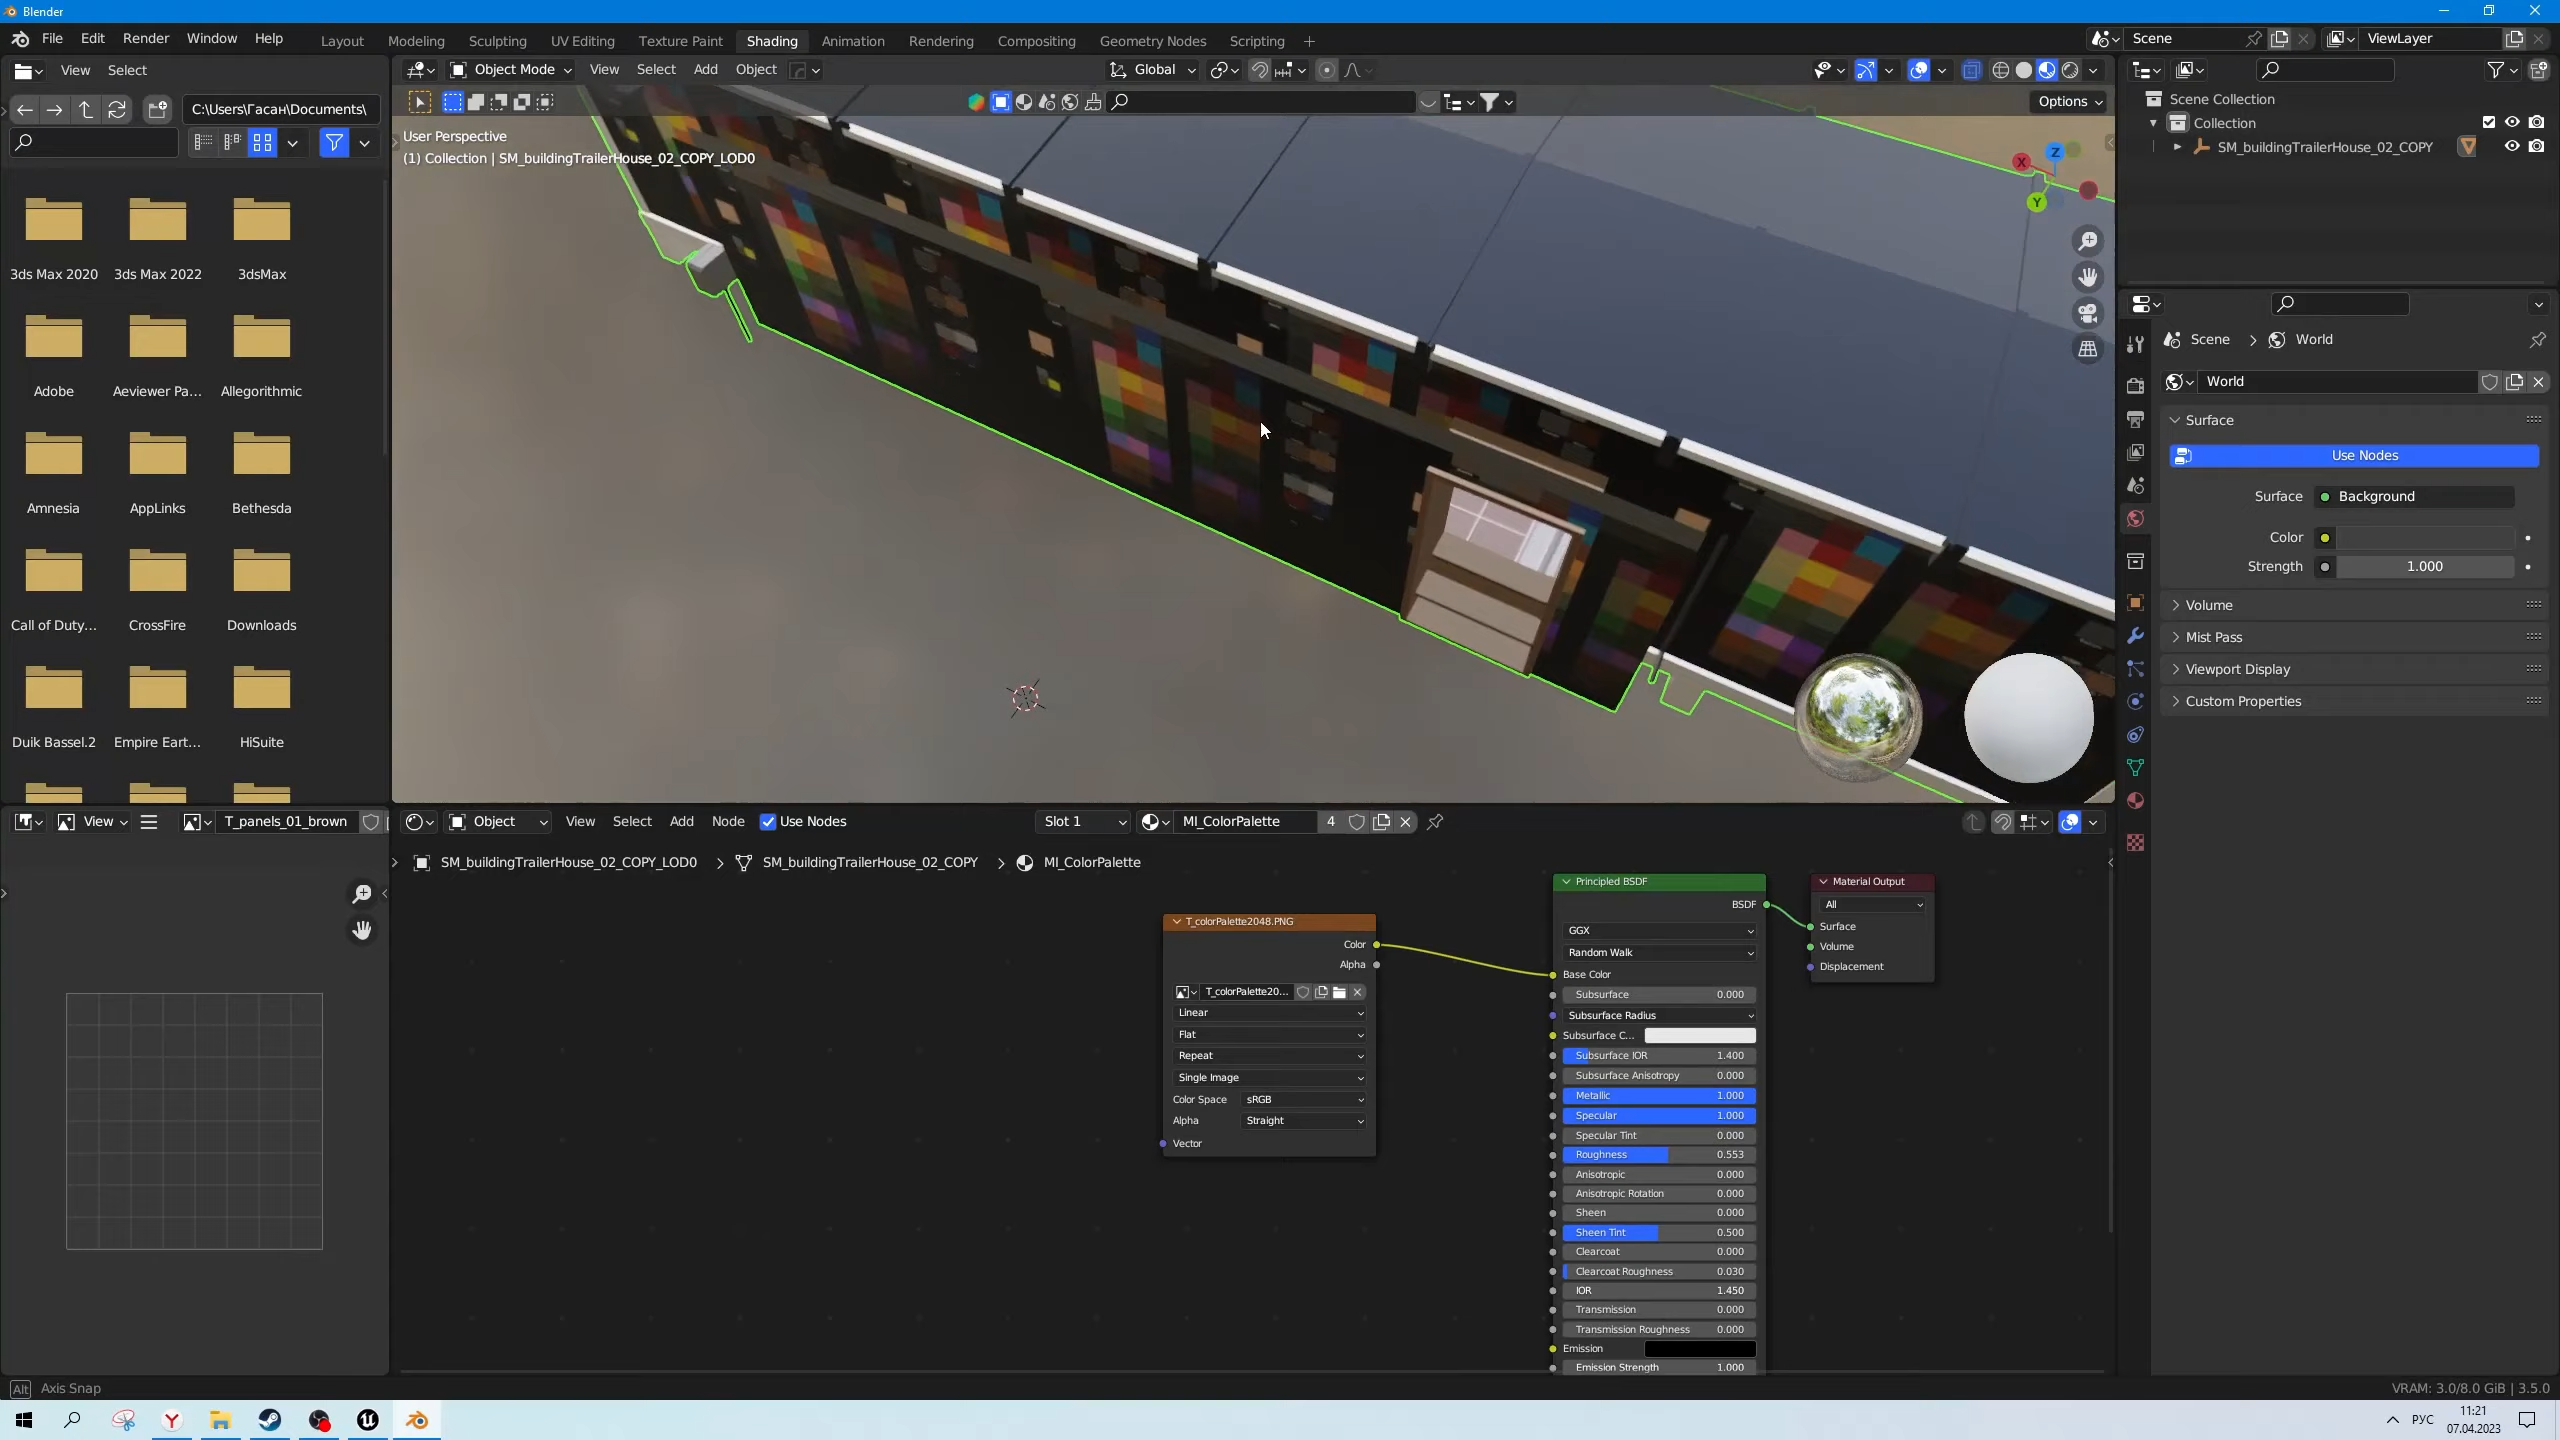 Blender
File Edit Render Window Help
Layout Modeling Sculpting UV Editing Texture Paint Shading Animation Rendering Compositing Geometry Nodes Scripting +
Scene
ViewLayer
View Select
Object Mode View Select Add Object
Global
C:\Users\Гасан\Documents\
Options
User Perspective
(1) Collection | SM_buildingTrailerHouse_02_COPY_LOD0
X
Y
Z
3ds Max 2020 3ds Max 2022 3dsMax
Adobe Aeviewer Pa... Allegorithmic
Amnesia AppLinks Bethesda
Call of Duty... CrossFire Downloads
Duik Bassel.2 Empire Eart... HiSuite
Scene Collection
Collection
SM_buildingTrailerHouse_02_COPY
Scene > World
World
Surface
Use Nodes
Surface Background
Color
Strength 1.000
Volume
Mist Pass
Viewport Display
Custom Properties
View
T_panels_01_brown
Object View Select Add Node Use Nodes
Slot 1
MI_ColorPalette 4
SM_buildingTrailerHouse_02_COPY_LOD0 > SM_buildingTrailerHouse_02_COPY > MI_ColorPalette
T_colorPalette2048.PNG
Color
Alpha
T_colorPalette20...
Linear
Flat
Repeat
Single Image
Color Space sRGB
Alpha Straight
Vector
Principled BSDF
BSDF
GGX
Random Walk
Base Color
Subsurface 0.000
Subsurface Radius
Subsurface C...
Subsurface IOR 1.400
Subsurface Anisotropy 0.000
Metallic 1.000
Specular 1.000
Specular Tint 0.000
Roughness 0.553
Anisotropic 0.000
Anisotropic Rotation 0.000
Sheen 0.000
Sheen Tint 0.500
Clearcoat 0.000
Clearcoat Roughness 0.030
IOR 1.450
Transmission 0.000
Transmission Roughness 0.000
Emission
Emission Strength 1.000
Material Output
All
Surface
Volume
Displacement
Alt Axis Snap
VRAM: 3.0/8.0 GiB | 3.5.0
РУС
11:21
07.04.2023